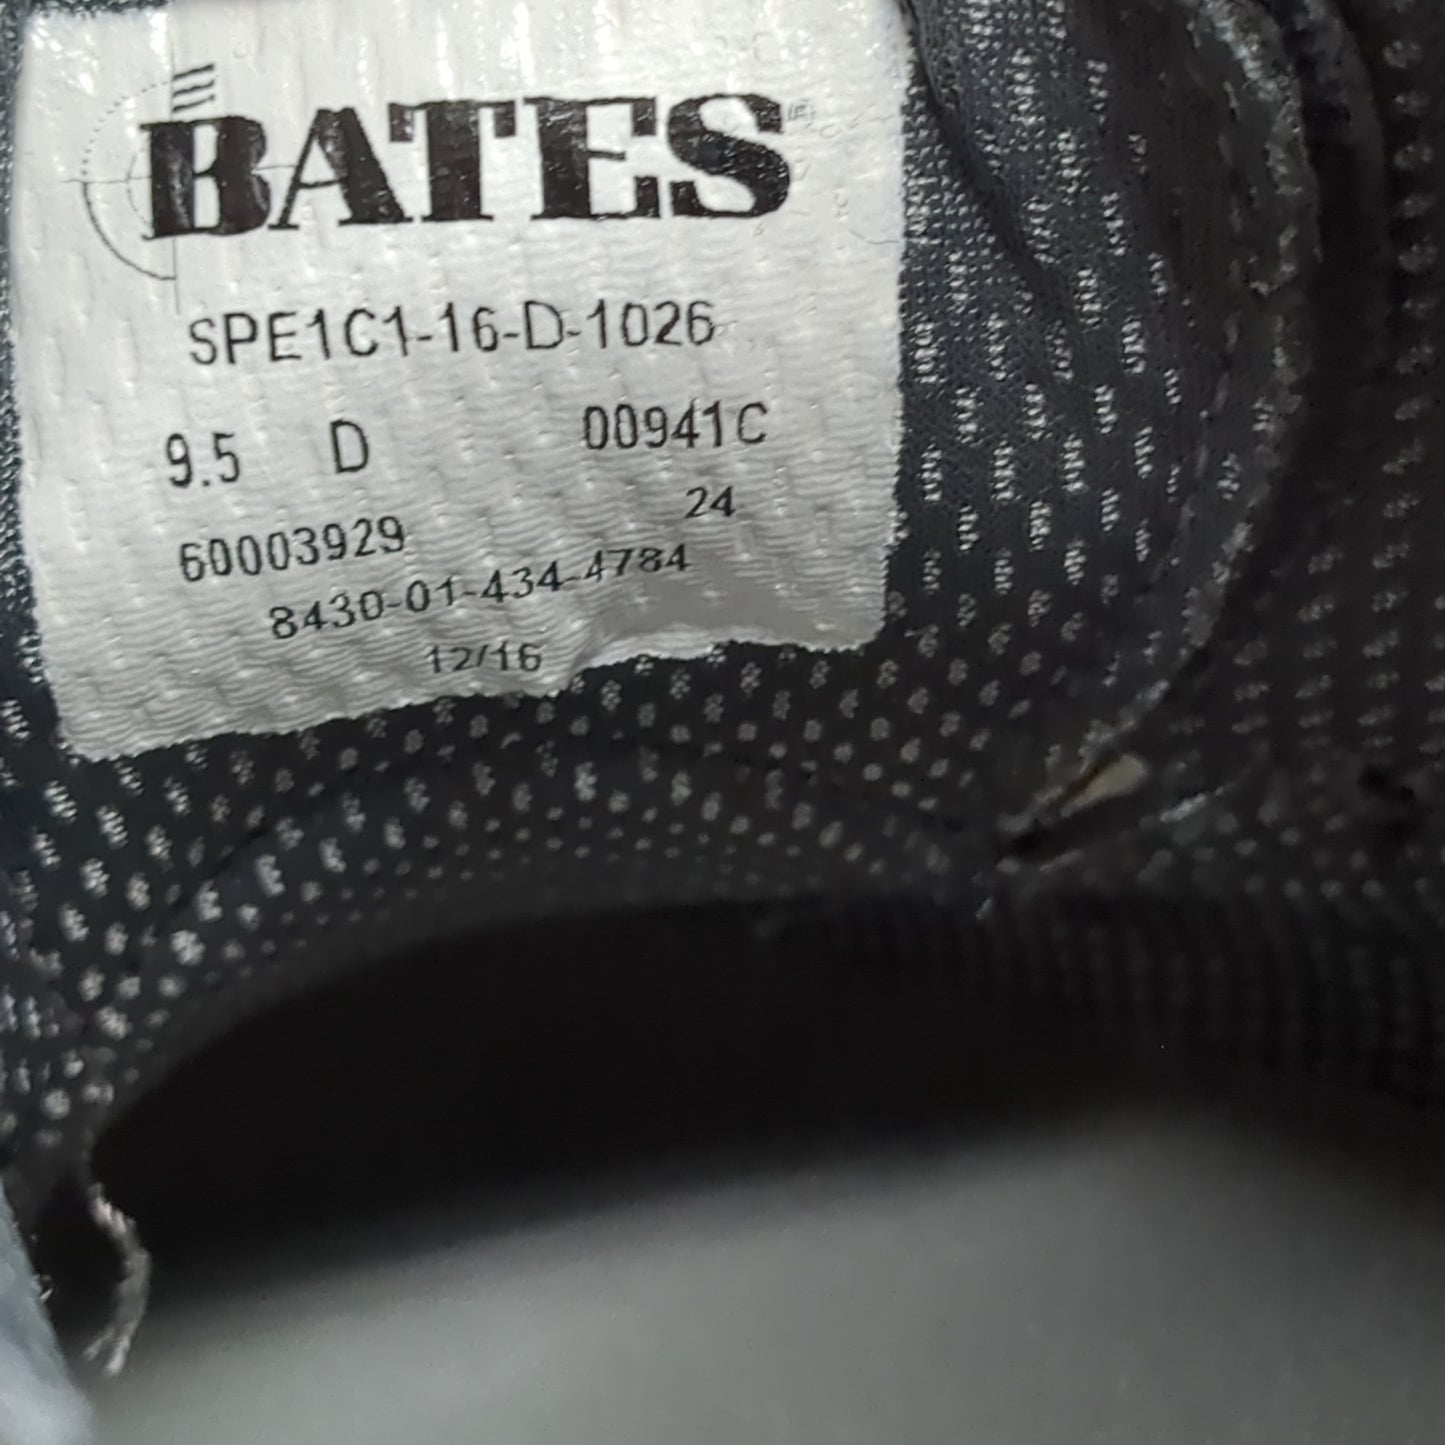 BATES
SPE1C1-16-D-1026
9.5 D 00941C
24
60003929
8430-01-434-4784
12/16